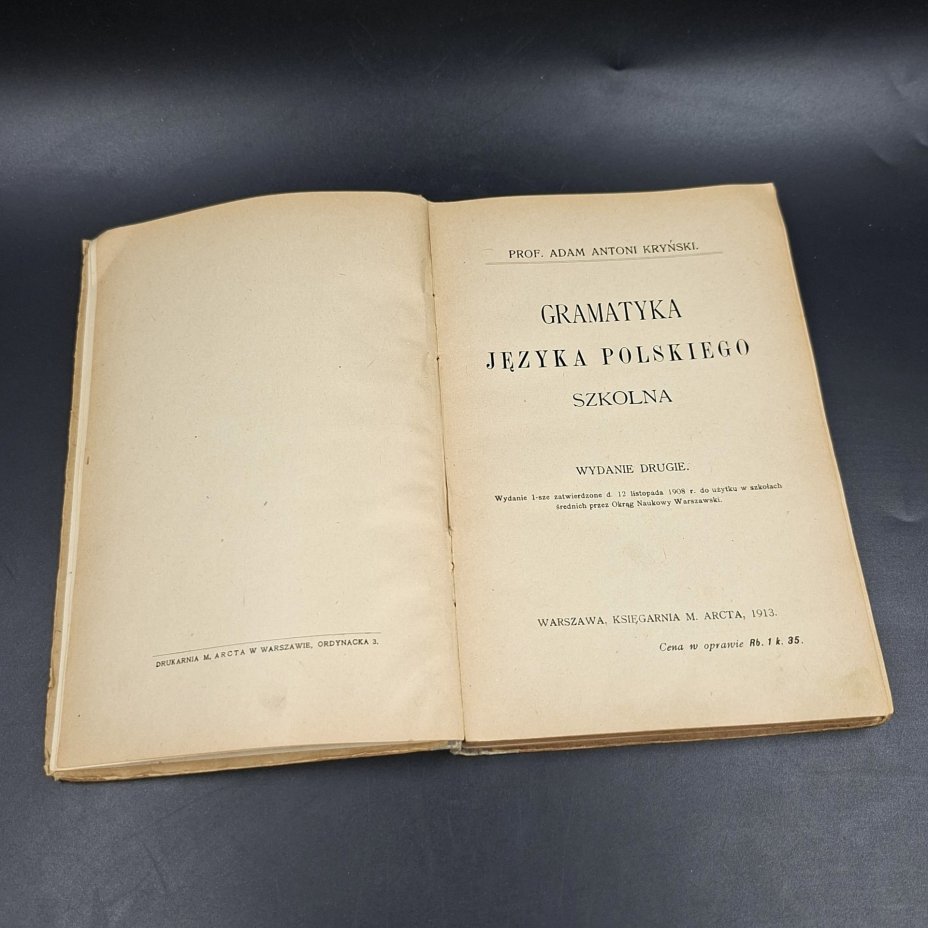 DRUKARNIA M. ARCTA W WARSZAWIE, ORDYNACKA 3.
PROF. ADAM ANTONI KRYŃSKI.
GRAMATYKA
JĘZYKA POLSKIEGO
SZKOLNA
WYDANIE DRUGIE.
Wydanie 1-sze zatwierdzone d. 12 listopada 1908 r. do użytku w szkołach
średnich przez Okrąg Naukowy Warszawski.
WARSZAWA, KSIĘGARNIA M. ARCTA, 1913.
Cena w oprawie Rb. 1 k. 35.